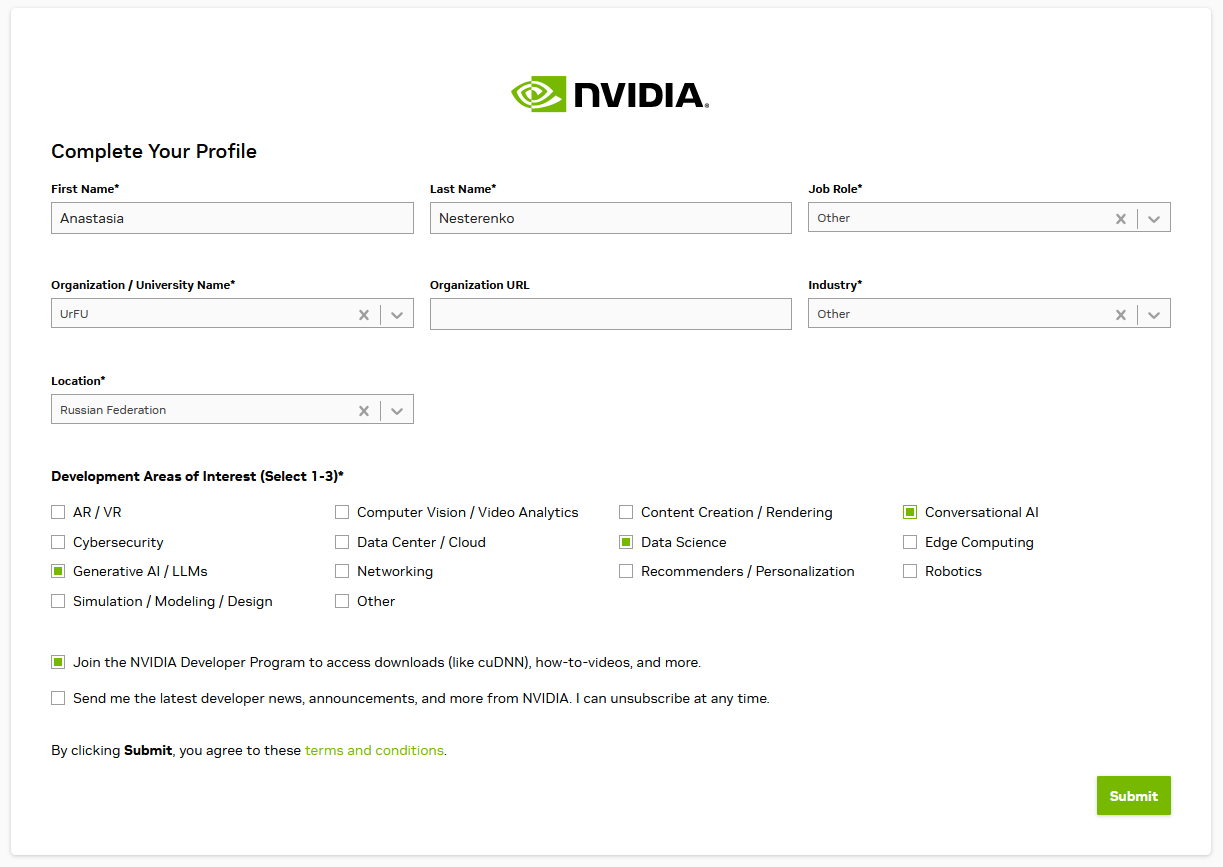 NVIDIA
Complete Your Profile
First Name* Last Name* Job Role*
Anastasia Nesterenko Other
Organization / University Name* Organization URL Industry*
UrFU Other
Location*
Russian Federation
Development Areas of Interest (Select 1-3)*
AR / VR Computer Vision / Video Analytics Content Creation / Rendering Conversational AI
Cybersecurity Data Center / Cloud Data Science Edge Computing
Generative AI / LLMs Networking Recommenders / Personalization Robotics
Simulation / Modeling / Design Other
Join the NVIDIA Developer Program to access downloads (like cuDNN), how-to-videos, and more.
Send me the latest developer news, announcements, and more from NVIDIA. I can unsubscribe at any time.
By clicking Submit, you agree to these terms and conditions.
Submit